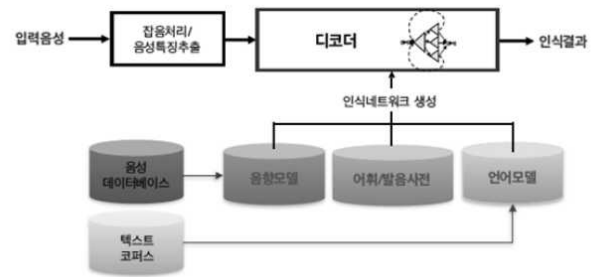 입력음성
잡음처리/
음성특징추출
디코더
인식결과
인식네트워크 생성
음성
데이터베이스
음향모델
어휘/발음사전
언어모델
텍스트
코퍼스